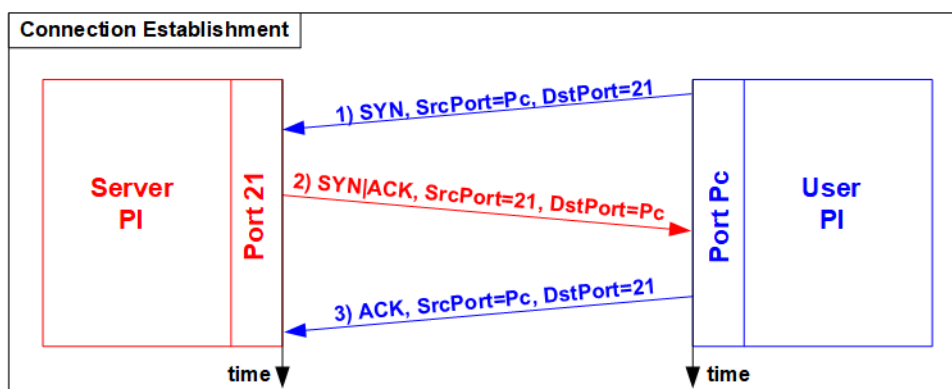 Connection Establishment
1) SYN, SrcPort=Pc, DstPort=21
Server
PI
Port 21
2) SYN|ACK, SrcPort=21, DstPort=Pc
Port Pc
User
PI
3) ACK, SrcPort=Pc, DstPort=21
time
time